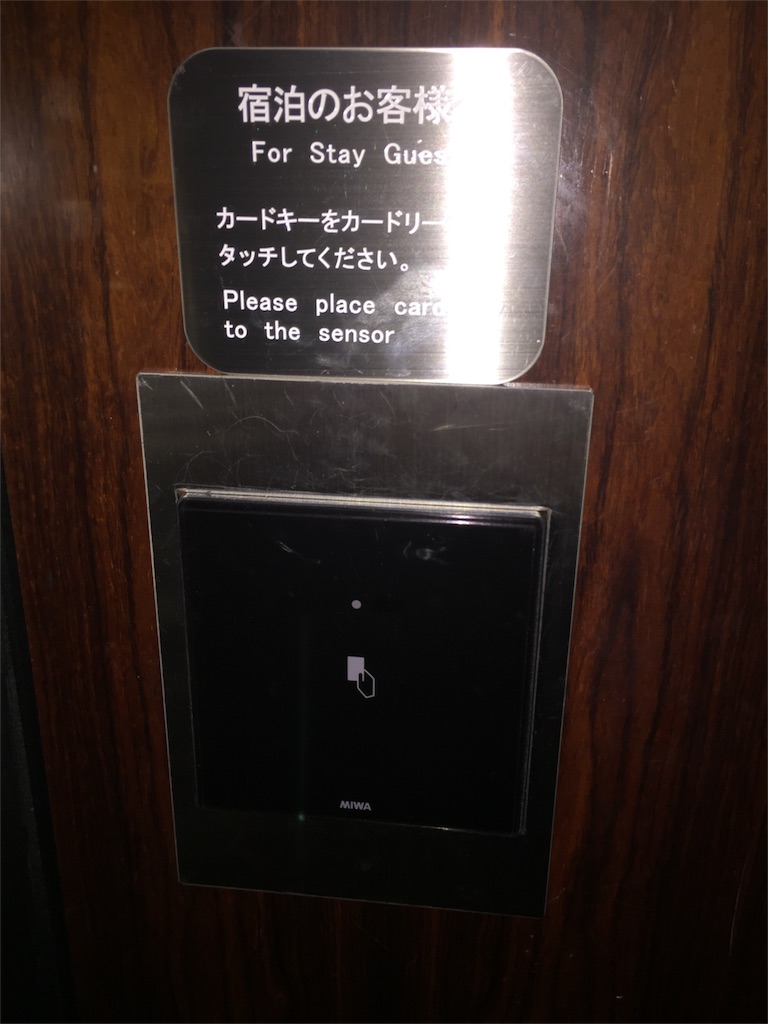 宿泊のお客様
For Stay
カードキーをカードリー
タッチしてください。
Please place card
to the sensor
MIWA